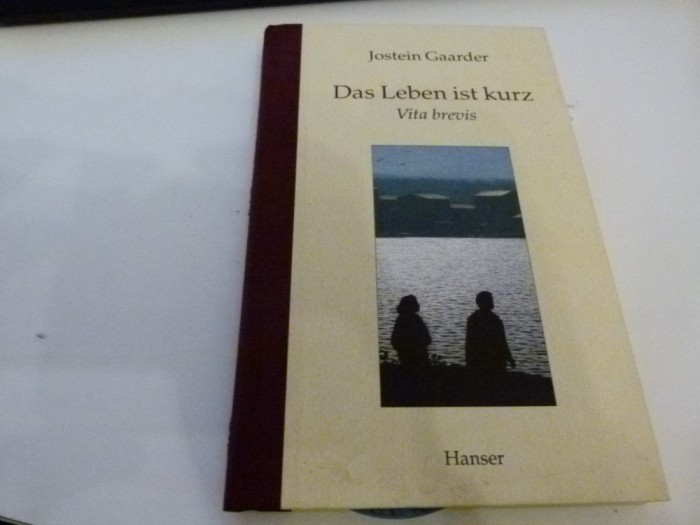 Jostein Gaarder
Das Leben ist kurz
Vita brevis
Hanser